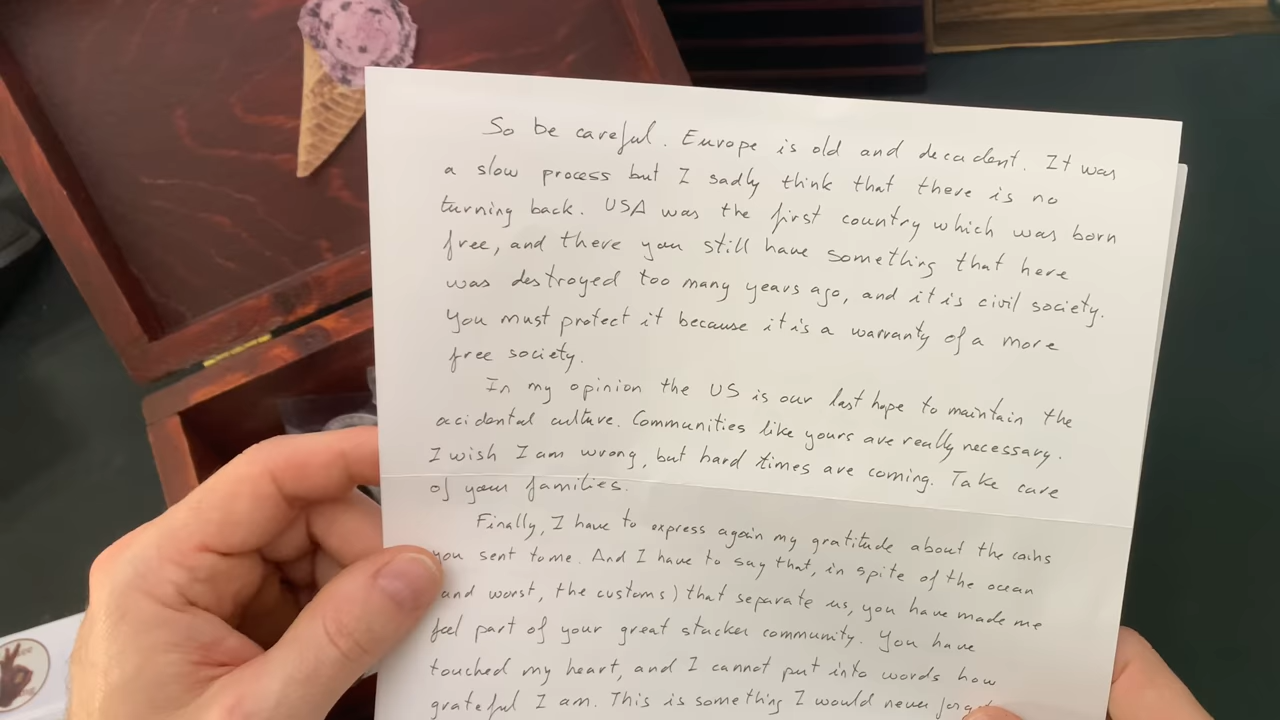 So be careful. Europe is old and decadent. It was
a slow process but I sadly think that there is no
turning back. USA was the first country which was born
free, and there you still have something that here
was destroyed too many years ago, and it is civil society.
You must protect it because it is a warranty of a more
free society.
In my opinion the US is our last hope to maintain the
accidental culture. Communities like yours are really necessary.
I wish I am wrong, but hard times are coming. Take care
of your families.
Finally, I have to express again my gratitude about the coins
you sent to me. And I have to say that, in spite of the ocean
(and worst, the customs) that separate us, you have made me
feel part of your great stacker community. You have
touched my heart, and I cannot put into words how
grateful I am. This is something I would never